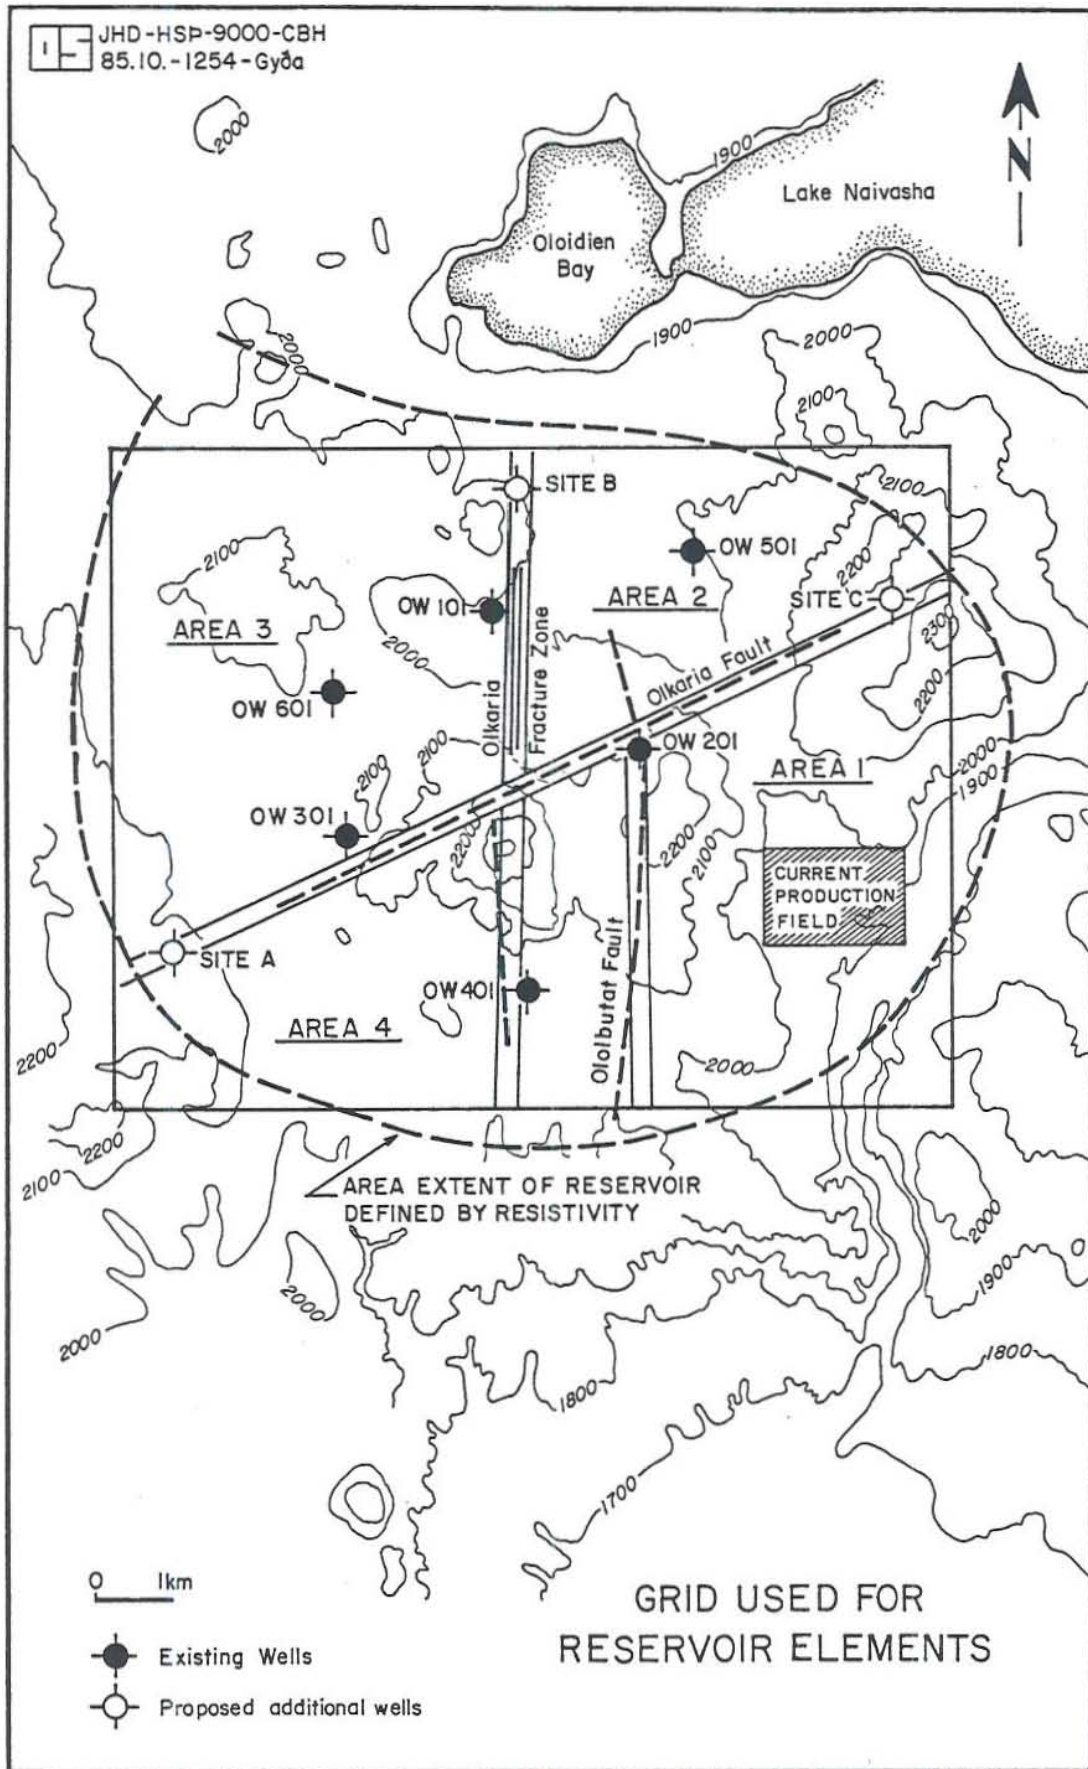 JHD-HSÞ-9000-CBH
85.10.-1254-Gyða
2000
1900
N
Lake Naivasha
Oloidien
Bay
1900
2000
2000
2100
SITE B
2100
2100
OW 501
2200
OW 101
AREA 2
SITE C
AREA 3
2000
2300
Olkaria Fault
OW 601
Olkaria
Fracture Zone
2200
OW 201
2100
2100
AREA 1
2000
1900
OW 301
2200
2200
2100
CURRENT
PRODUCTION
FIELD
SITE A
OW 401
Ololbutat Fault
AREA 4
2200
2000
2200
2100
AREA EXTENT OF RESERVOIR
DEFINED BY RESISTIVITY
2000
2000
1900
2000
1800
1800
1700
0 1km
GRID USED FOR
RESERVOIR ELEMENTS
Existing Wells
Proposed additional wells